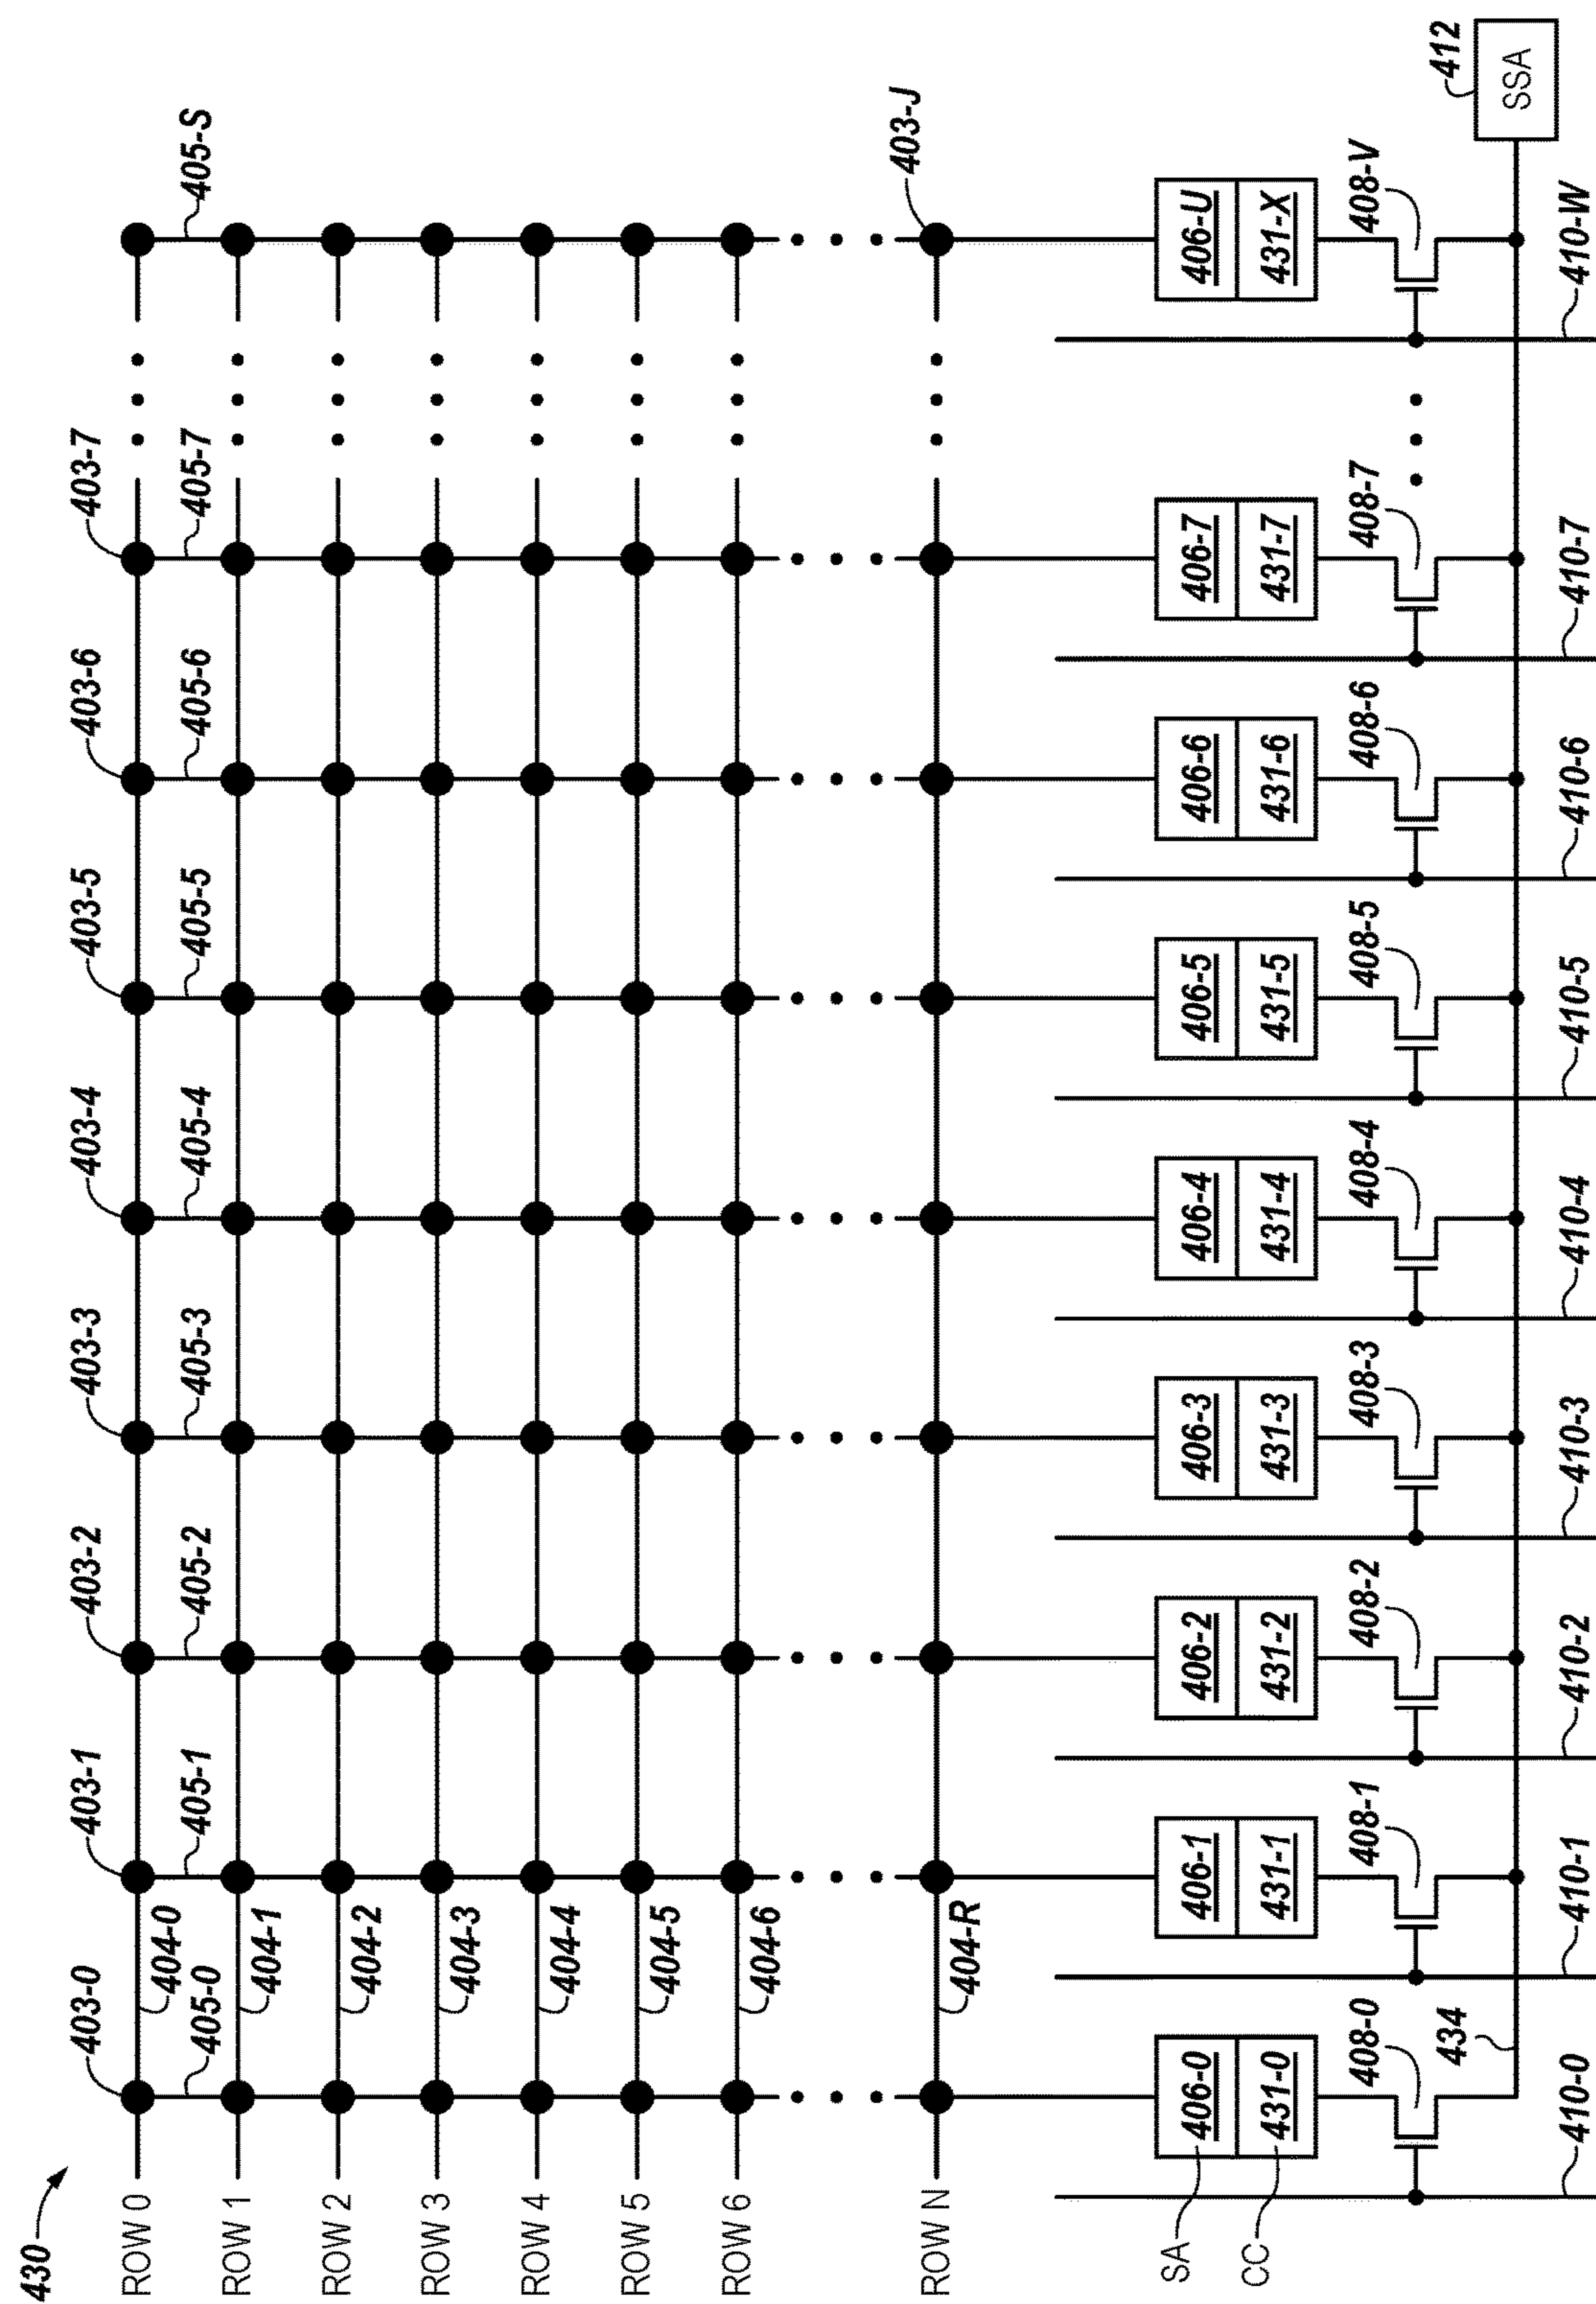 430
403-0 403-1 403-2 403-3 403-4 403-5 403-6 403-7
ROW 0 404-0
405-0 405-1 405-2 405-3 405-4 405-5 405-6 405-7 405-S
ROW 1 404-1
ROW 2 404-2
ROW 3 404-3
ROW 4 404-4
ROW 5 404-5
ROW 6 404-6
403-J
ROW N 404-R
SA 406-0 406-1 406-2 406-3 406-4 406-5 406-6 406-7 406-U
CC 431-0 431-1 431-2 431-3 431-4 431-5 431-6 431-7 431-X
408-0 408-1 408-2 408-3 408-4 408-5 408-6 408-7 408-V
434 412
SSA
410-0 410-1 410-2 410-3 410-4 410-5 410-6 410-7 410-W